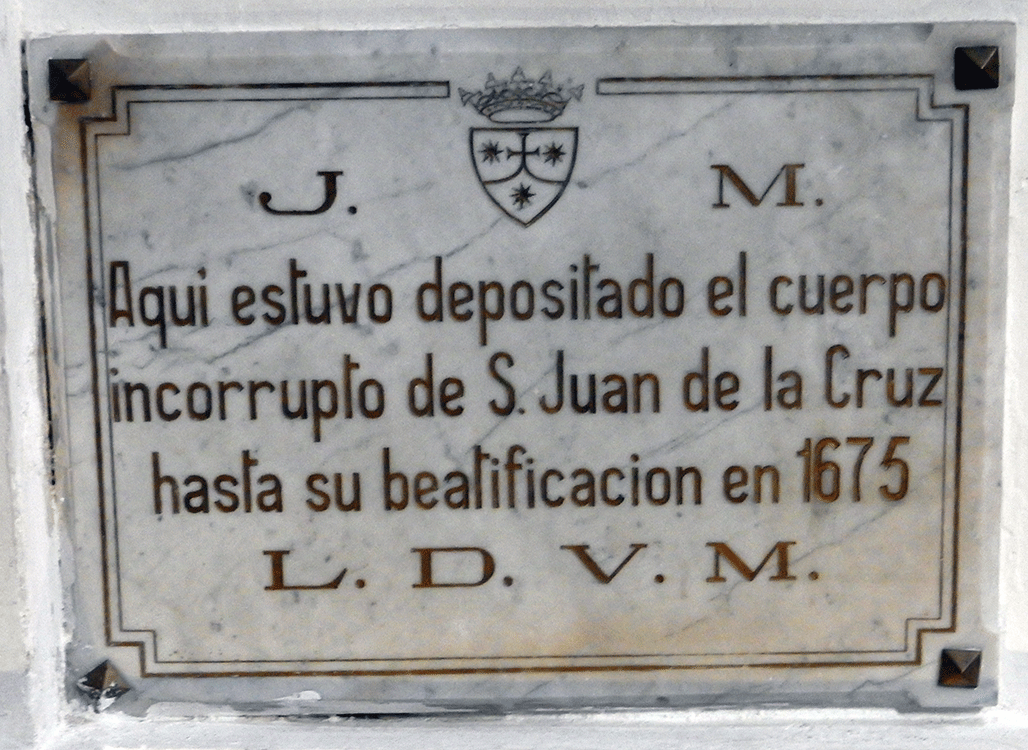 J. M.
Aqui estuvo depositado el cuerpo
incorrupto de S. Juan de la Cruz
hasta su beatificacion en 1675
L. D. V. M.